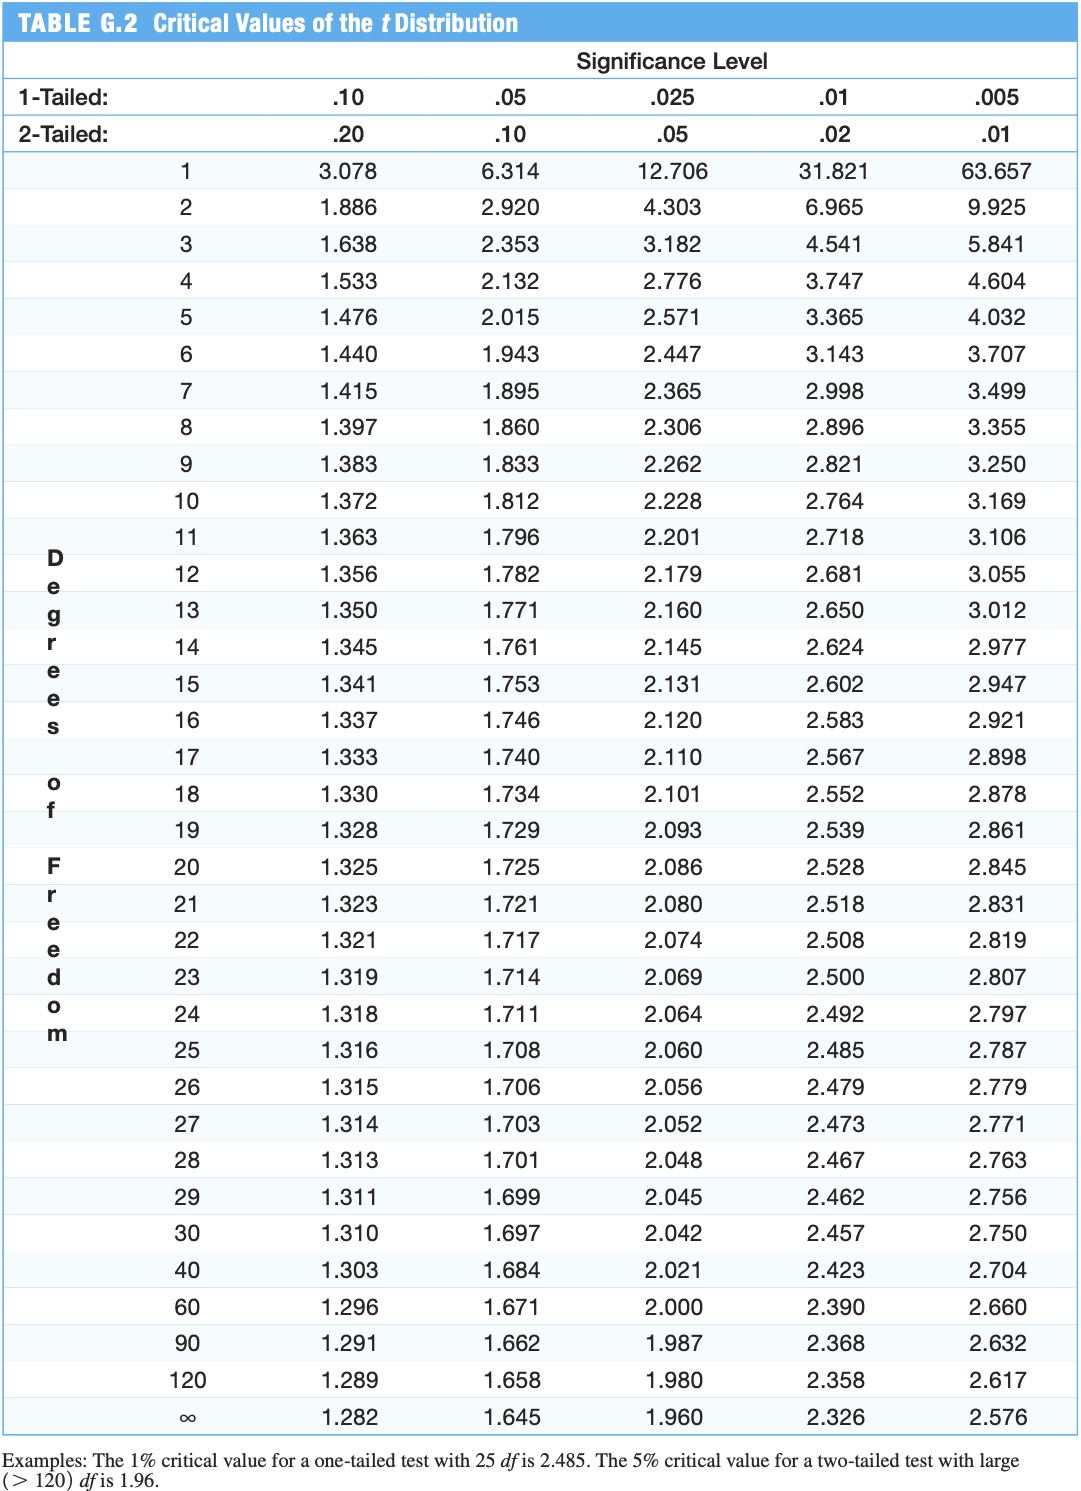 TABLE G.2 Critical Values of the t Distribution
Significance Level
1-Tailed: .10 .05 .025 .01 .005
2-Tailed: .20 .10 .05 .02 .01
1 3.078 6.314 12.706 31.821 63.657
2 1.886 2.920 4.303 6.965 9.925
3 1.638 2.353 3.182 4.541 5.841
4 1.533 2.132 2.776 3.747 4.604
5 1.476 2.015 2.571 3.365 4.032
6 1.440 1.943 2.447 3.143 3.707
7 1.415 1.895 2.365 2.998 3.499
8 1.397 1.860 2.306 2.896 3.355
9 1.383 1.833 2.262 2.821 3.250
10 1.372 1.812 2.228 2.764 3.169
11 1.363 1.796 2.201 2.718 3.106
12 1.356 1.782 2.179 2.681 3.055
13 1.350 1.771 2.160 2.650 3.012
14 1.345 1.761 2.145 2.624 2.977
15 1.341 1.753 2.131 2.602 2.947
16 1.337 1.746 2.120 2.583 2.921
17 1.333 1.740 2.110 2.567 2.898
18 1.330 1.734 2.101 2.552 2.878
19 1.328 1.729 2.093 2.539 2.861
20 1.325 1.725 2.086 2.528 2.845
21 1.323 1.721 2.080 2.518 2.831
22 1.321 1.717 2.074 2.508 2.819
23 1.319 1.714 2.069 2.500 2.807
24 1.318 1.711 2.064 2.492 2.797
25 1.316 1.708 2.060 2.485 2.787
26 1.315 1.706 2.056 2.479 2.779
27 1.314 1.703 2.052 2.473 2.771
28 1.313 1.701 2.048 2.467 2.763
29 1.311 1.699 2.045 2.462 2.756
30 1.310 1.697 2.042 2.457 2.750
40 1.303 1.684 2.021 2.423 2.704
60 1.296 1.671 2.000 2.390 2.660
90 1.291 1.662 1.987 2.368 2.632
120 1.289 1.658 1.980 2.358 2.617
∞ 1.282 1.645 1.960 2.326 2.576
Degrees of Freedom
Examples: The 1% critical value for a one-tailed test with 25 df is 2.485. The 5% critical value for a two-tailed test with large
(> 120) df is 1.96.